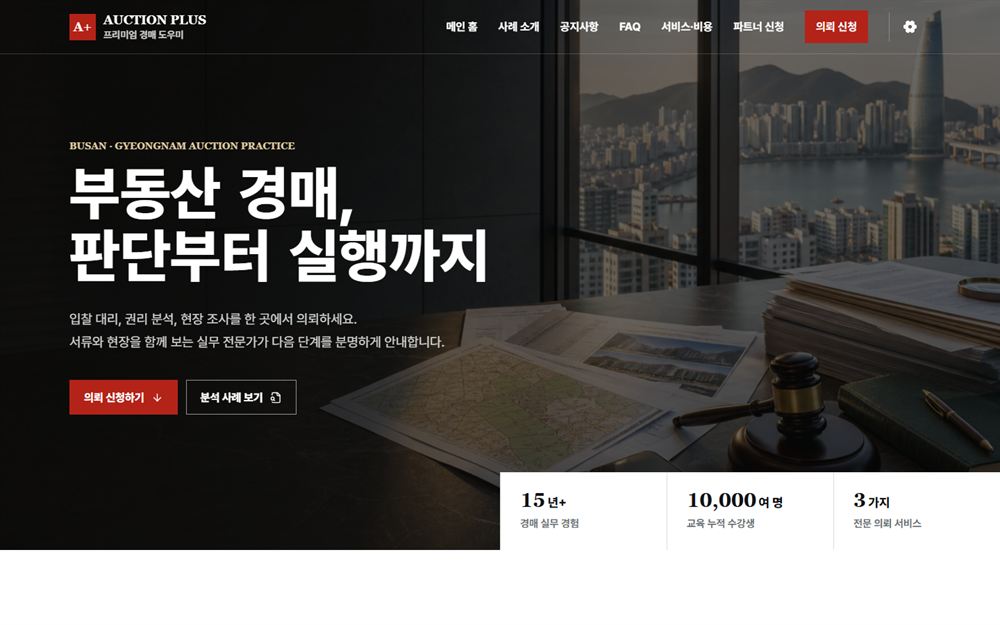 A+
AUCTION PLUS
프리미엄 경매 도우미
메인 홈
사례 소개
공지사항
FAQ
서비스·비용
파트너 신청
의뢰 신청
BUSAN · GYEONGNAM AUCTION PRACTICE
부동산 경매,
판단부터 실행까지
입찰 대리, 권리 분석, 현장 조사를 한 곳에서 의뢰하세요.
서류와 현장을 함께 보는 실무 전문가가 다음 단계를 분명하게 안내합니다.
의뢰 신청하기 ↓
분석 사례 보기
15 년+
경매 실무 경험
10,000 여 명
교육 누적 수강생
3 가지
전문 의뢰 서비스